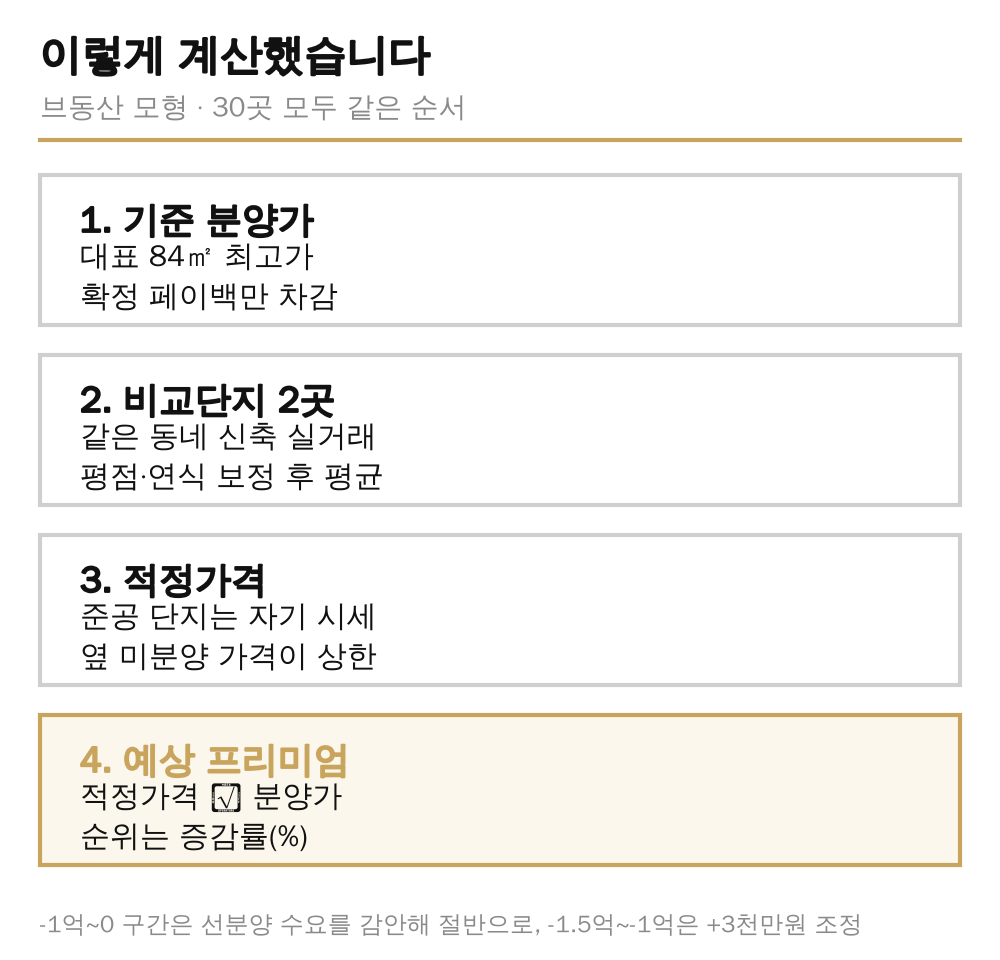 이렇게 계산했습니다
브동산 모형 · 30곳 모두 같은 순서
1. 기준 분양가
대표 84㎡ 최고가
확정 페이백만 차감
2. 비교단지 2곳
같은 동네 신축 실거래
평점·연식 보정 후 평균
3. 적정가격
준공 단지는 자기 시세
옆 미분양 가격이 상한
4. 예상 프리미엄
적정가격 분양가
순위는 증감률(%)
-1억~0 구간은 선분양 수요를 감안해 절반으로, -1.5억~-1억은 +3천만원 조정